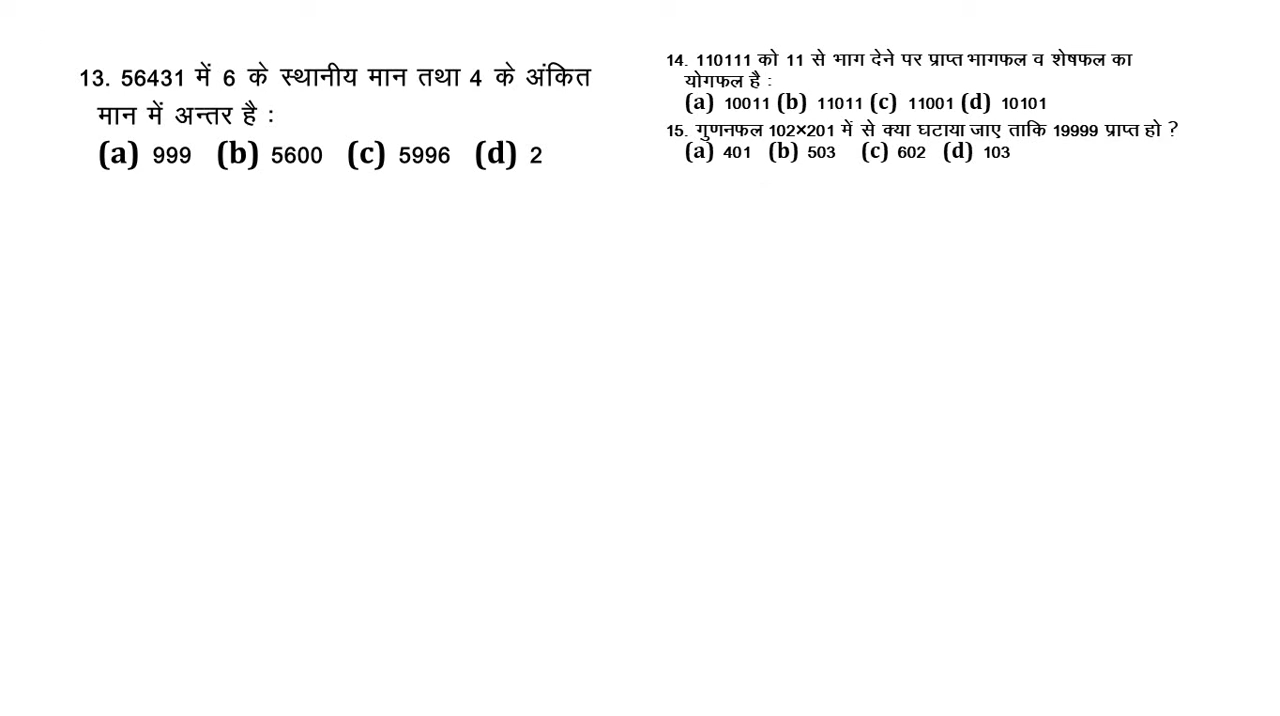 13. 56431 में 6 के स्थानीय मान तथा 4 के अंकित
मान में अन्तर है :
(a) 999 (b) 5600 (c) 5996 (d) 2
14. 110111 को 11 से भाग देने पर प्राप्त भागफल व शेषफल का
योगफल है :
(a) 10011 (b) 11011 (c) 11001 (d) 10101
15. गुणनफल 102×201 में से क्या घटाया जाए ताकि 19999 प्राप्त हो ?
(a) 401 (b) 503 (c) 602 (d) 103